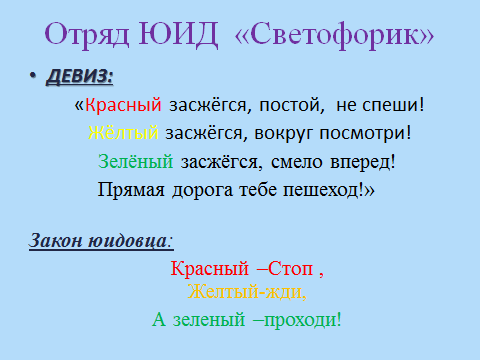 Отряд ЮИД «Светофорик»
• ДЕВИЗ:
«Красный засжёгся, постой, не спеши!
Жёлтый засжёгся, вокруг посмотри!
Зелёный засжёгся, смело вперед!
Прямая дорога тебе пешеход!»
Закон юидовца:
Красный –Стоп ,
Желтый-жди,
А зеленый –проходи!